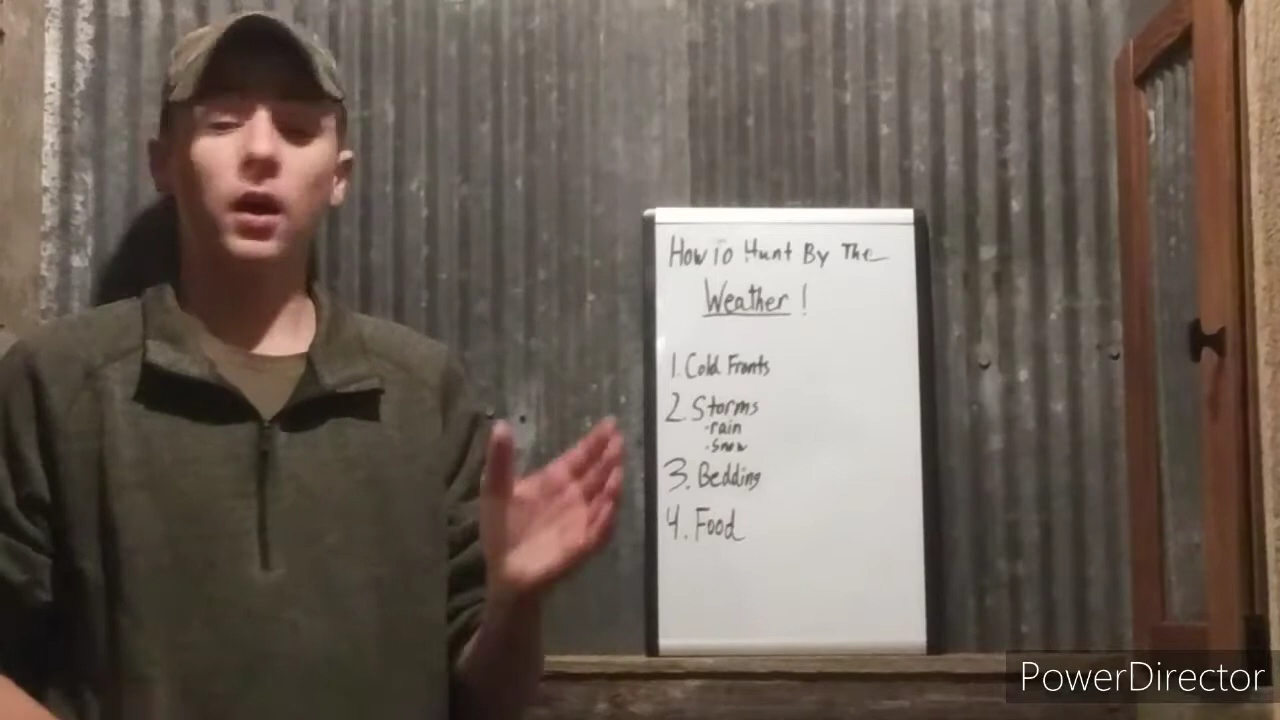 How To Hunt By The
Weather!
1. Cold Fronts
2. Storms
-rain
-snow
3. Bedding
4. Food
PowerDirector